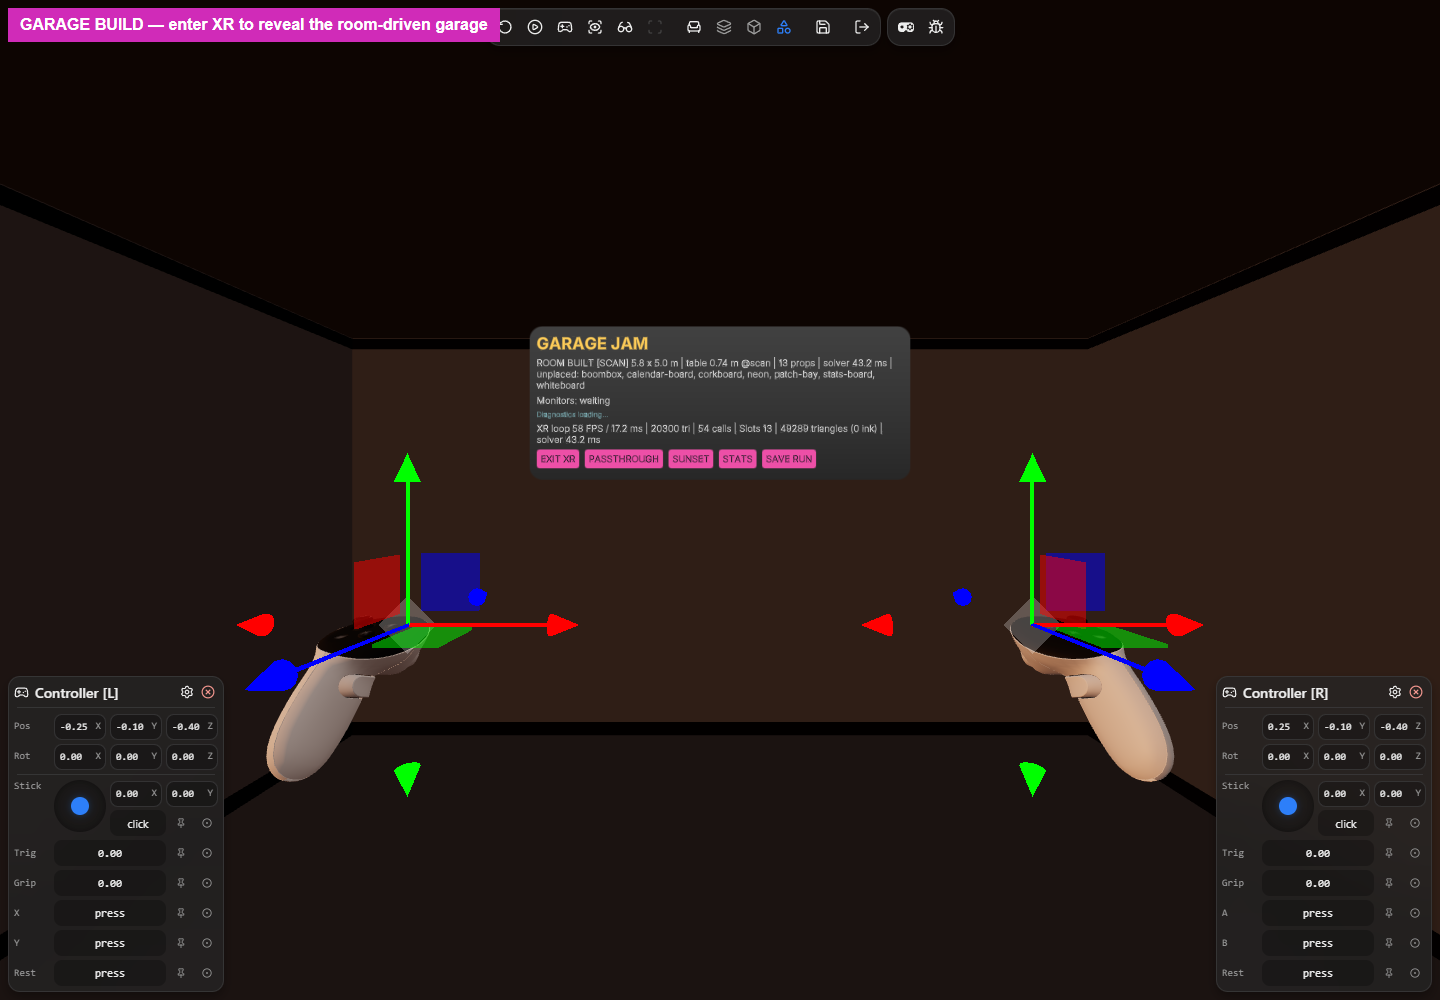 GARAGE BUILD — enter XR to reveal the room-driven garage
GARAGE JAM
ROOM BUILT [SCAN] 5.8 x 5.0 m | table 0.74 m @scan | 13 props | solver 43.2 ms |
unplaced: boombox, calendar-board, corkboard, neon, patch-bay, stats-board,
whiteboard
Monitors: waiting
Diagnostics loading...
XR loop 58 FPS / 17.2 ms | 20300 tri | 54 calls | Slots 13 | 49289 triangles (0 ink) |
solver 43.2 ms
EXIT XR PASSTHROUGH SUNSET STATS SAVE RUN
Controller [L]
Pos -0.25 X -0.10 Y -0.40 Z
Rot 0.00 X 0.00 Y 0.00 Z
Stick 0.00 X 0.00 Y
click
Trig 0.00
Grip 0.00
X press
Y press
Rest press
Controller [R]
Pos 0.25 X -0.10 Y -0.40 Z
Rot 0.00 X 0.00 Y 0.00 Z
Stick 0.00 X 0.00 Y
click
Trig 0.00
Grip 0.00
A press
B press
Rest press